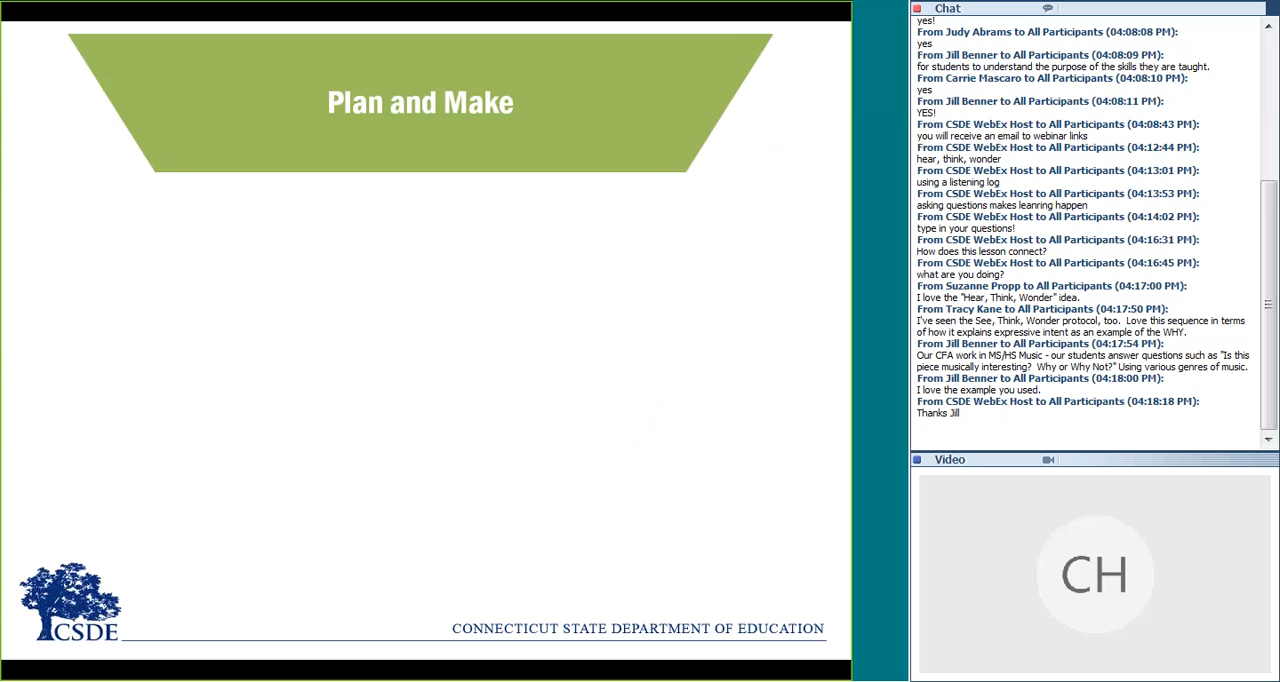 Plan and Make
CSDE
CONNECTICUT STATE DEPARTMENT OF EDUCATION
Chat
yes!
From Judy Abrams to All Participants (04:08:08 PM):
yes
From Jill Benner to All Participants (04:08:09 PM):
for students to understand the purpose of the skills they are taught.
From Carrie Mascaro to All Participants (04:08:10 PM):
yes
From Jill Benner to All Participants (04:08:11 PM):
YES!
From CSDE WebEx Host to All Participants (04:08:43 PM):
you will receive an email to webinar links
From CSDE WebEx Host to All Participants (04:12:44 PM):
hear, think, wonder
From CSDE WebEx Host to All Participants (04:13:01 PM):
using a listening log
From CSDE WebEx Host to All Participants (04:13:53 PM):
asking questions makes leanring happen
From CSDE WebEx Host to All Participants (04:14:02 PM):
type in your questions!
From CSDE WebEx Host to All Participants (04:16:31 PM):
How does this lesson connect?
From CSDE WebEx Host to All Participants (04:16:45 PM):
what are you doing?
From Suzanne Propp to All Participants (04:17:00 PM):
I love the "Hear, Think, Wonder" idea.
From Tracy Kane to All Participants (04:17:50 PM):
I've seen the See, Think, Wonder protocol, too. Love this sequence in terms
of how it explains expressive intent as an example of the WHY.
From Jill Benner to All Participants (04:17:54 PM):
Our CFA work in MS/HS Music - our students answer questions such as "Is this
piece musically interesting? Why or Why Not?" Using various genres of music.
From Jill Benner to All Participants (04:18:00 PM):
I love the example you used.
From CSDE WebEx Host to All Participants (04:18:18 PM):
Thanks Jill
Video
CH